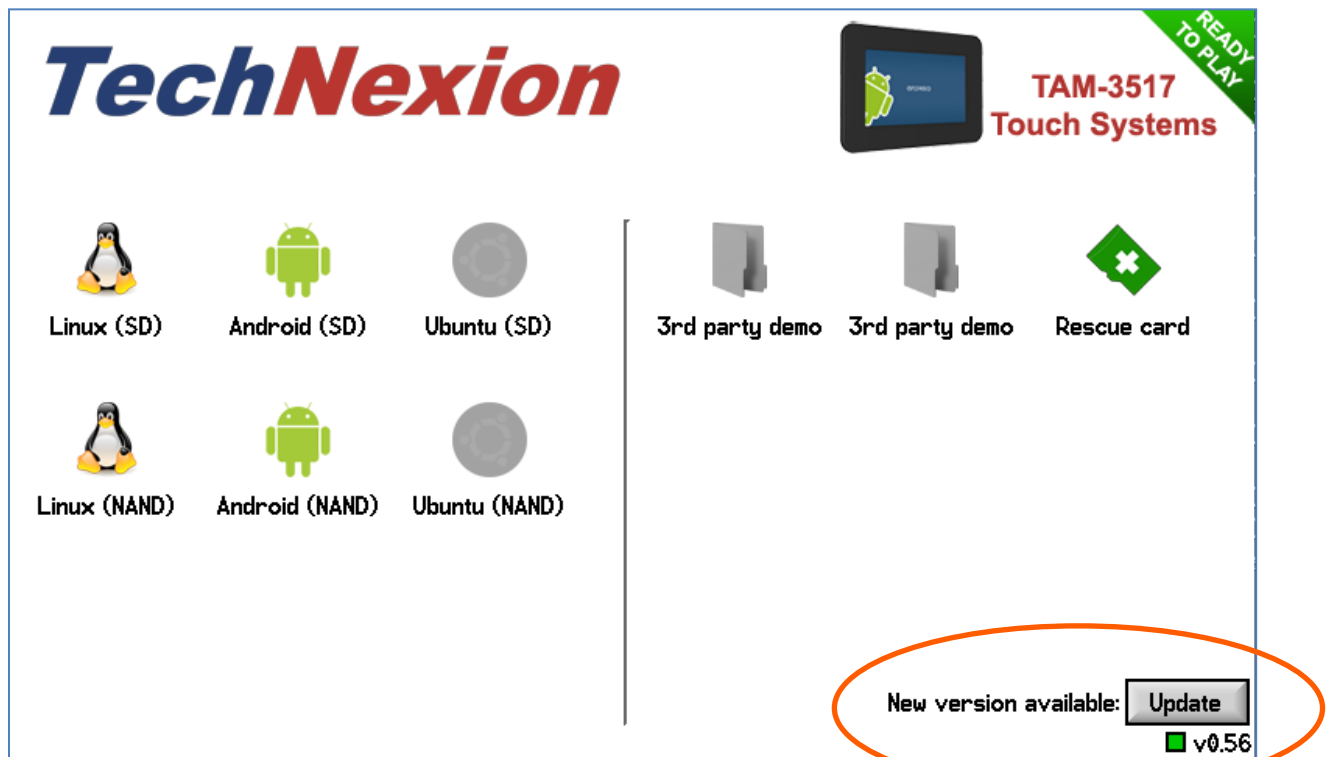 TechNexion
READY
TO PLAY
TAM-3517
Touch Systems
Linux (SD)
Android (SD)
Ubuntu (SD)
3rd party demo
3rd party demo
Rescue card
Linux (NAND)
Android (NAND)
Ubuntu (NAND)
New version available:
Update
v0.56